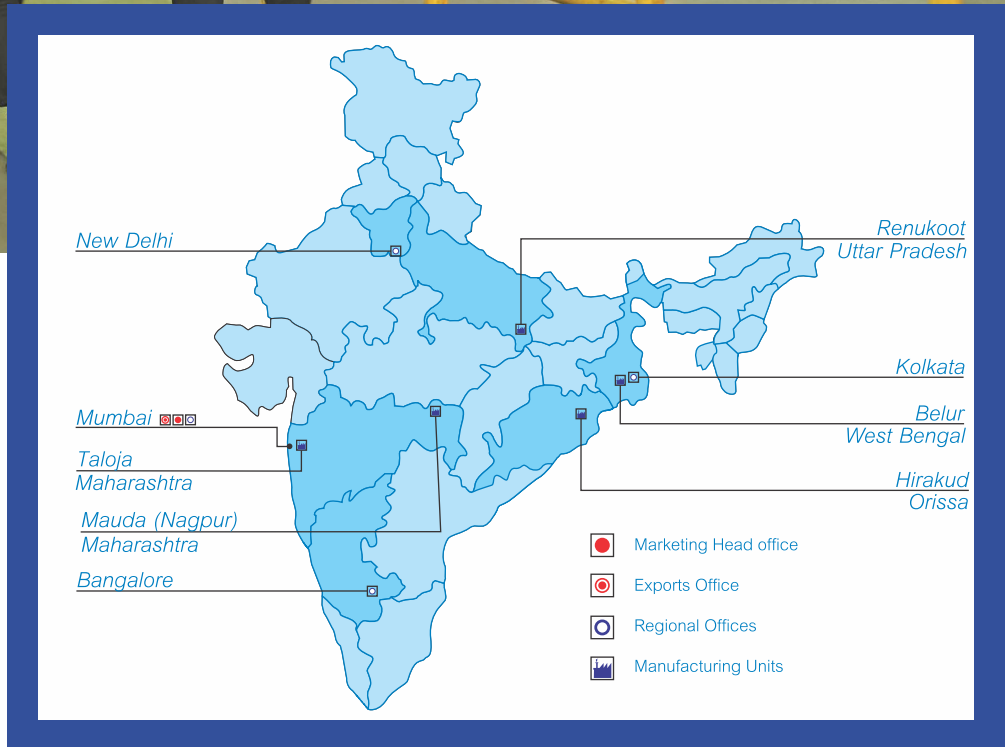 New Delhi
Mumbai
Taloja
Maharashtra
Mauda (Nagpur)
Maharashtra
Bangalore
Renukoot
Uttar Pradesh
Kolkata
Belur
West Bengal
Hirakud
Orissa
Marketing Head office
Exports Office
Regional Offices
Manufacturing Units